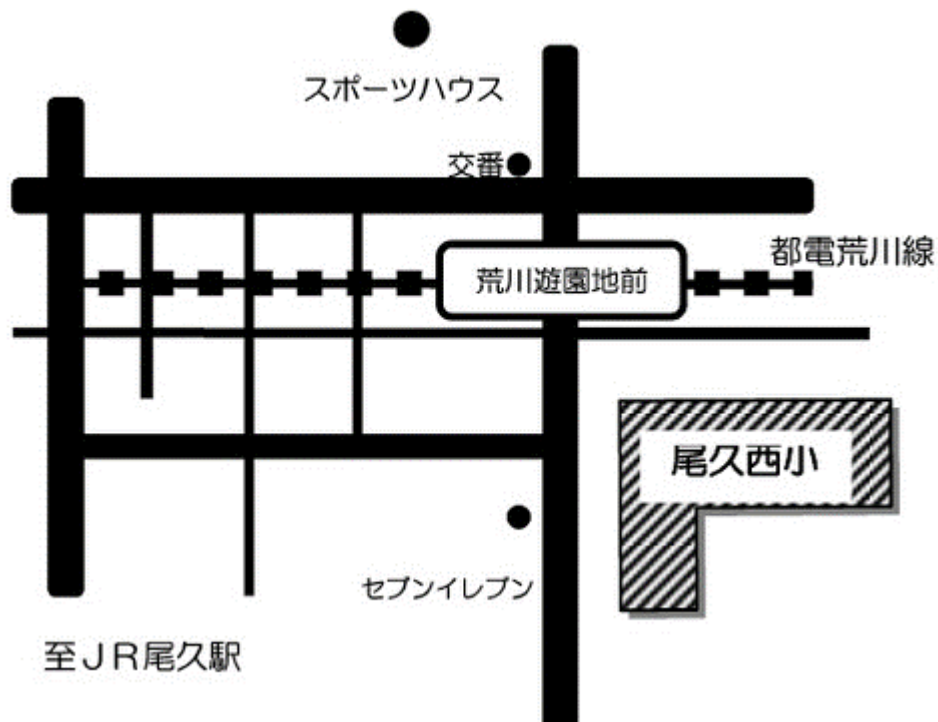 スポーツハウス
交番
都電荒川線
荒川遊園地前
尾久西小
セブンイレブン
至JR尾久駅